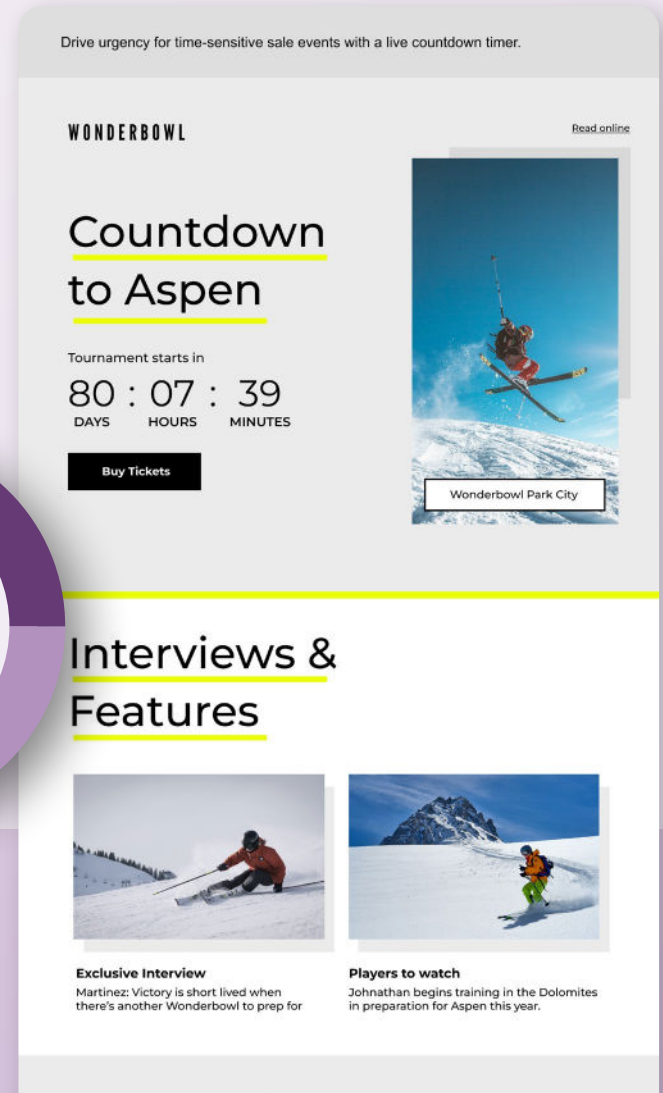 Drive urgency for time-sensitive sale events with a live countdown timer.
WONDERBOWL
Read online
Countdown
to Aspen
Tournament starts in
80 : 07 : 39
DAYS HOURS MINUTES
Buy Tickets
Wonderbowl Park City
Interviews &
Features
Exclusive Interview
Martinez: Victory is short lived when
there’s another Wonderbowl to prep for
Players to watch
Johnathan begins training in the Dolomites
in preparation for Aspen this year.